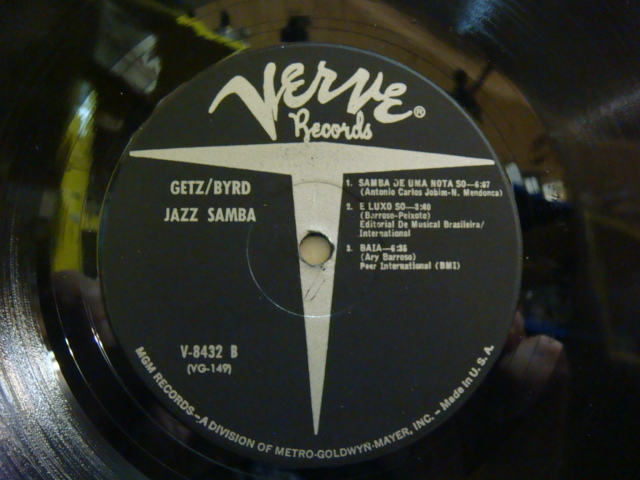 VERVE®
Records
GETZ/BYRD
JAZZ SAMBA
1. SAMBA DE UMA NOTA SO—6:07
(Antonio Carlos Jobim-N. Mendonca)
2. E LUXO SO—3:40
(Barroso-Peixoto)
Editorial De Musical Brasileira/
International
3. BAIA—6:35
(Ary Barroso)
Peer International (BMI)
V-8432 B
(VG-149)
MGM RECORDS—A DIVISION OF METRO-GOLDWYN-MAYER, INC. – Made in U.S.A.